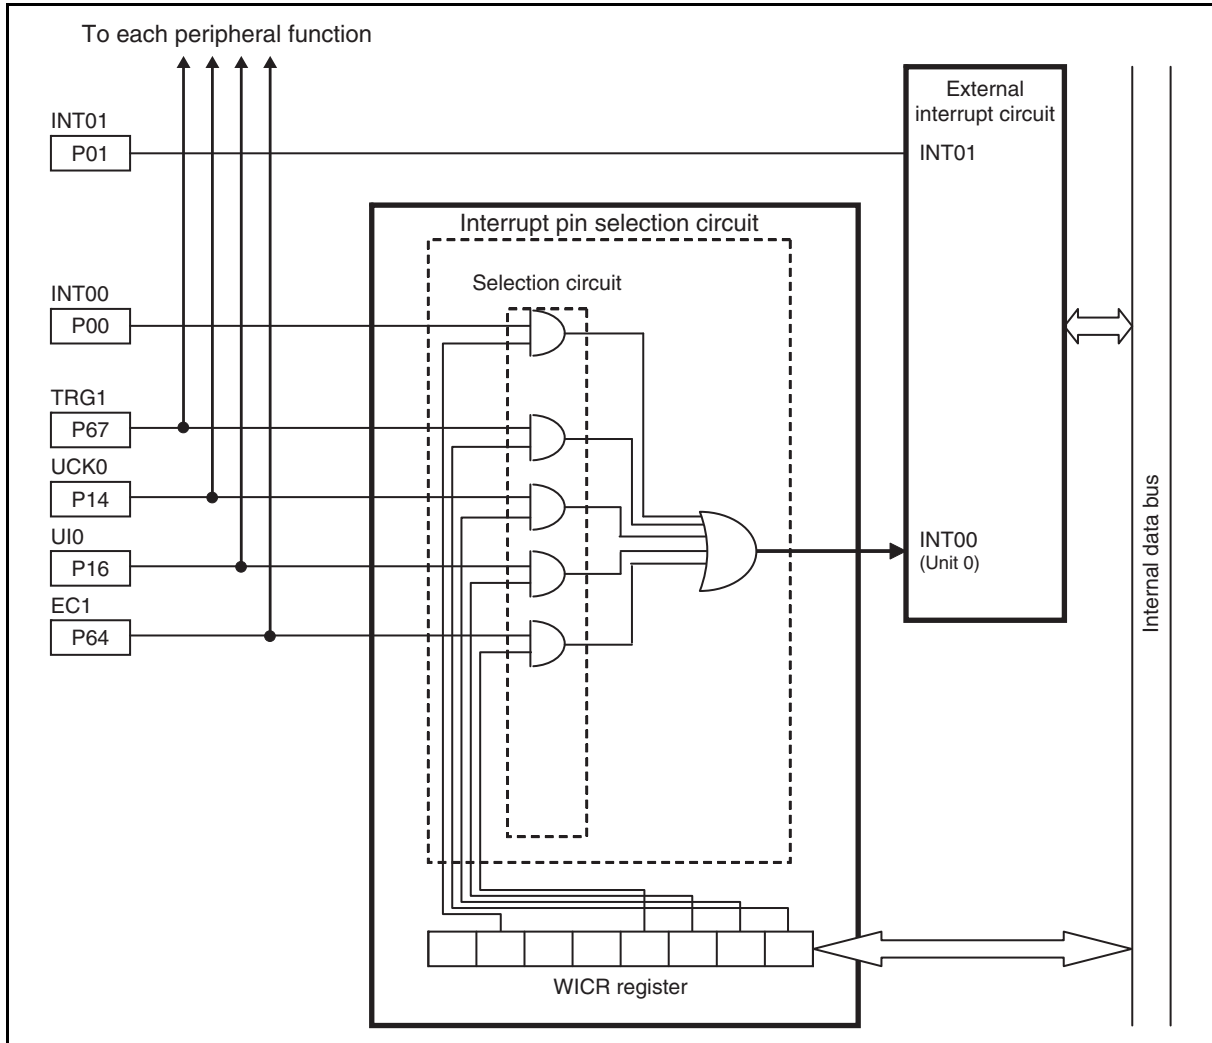 To each peripheral function
INT01
P01
External
interrupt circuit
INT01
Interrupt pin selection circuit
Selection circuit
INT00
P00
TRG1
P67
UCK0
P14
UI0
P16
EC1
P64
INT00
(Unit 0)
Internal data bus
WICR register